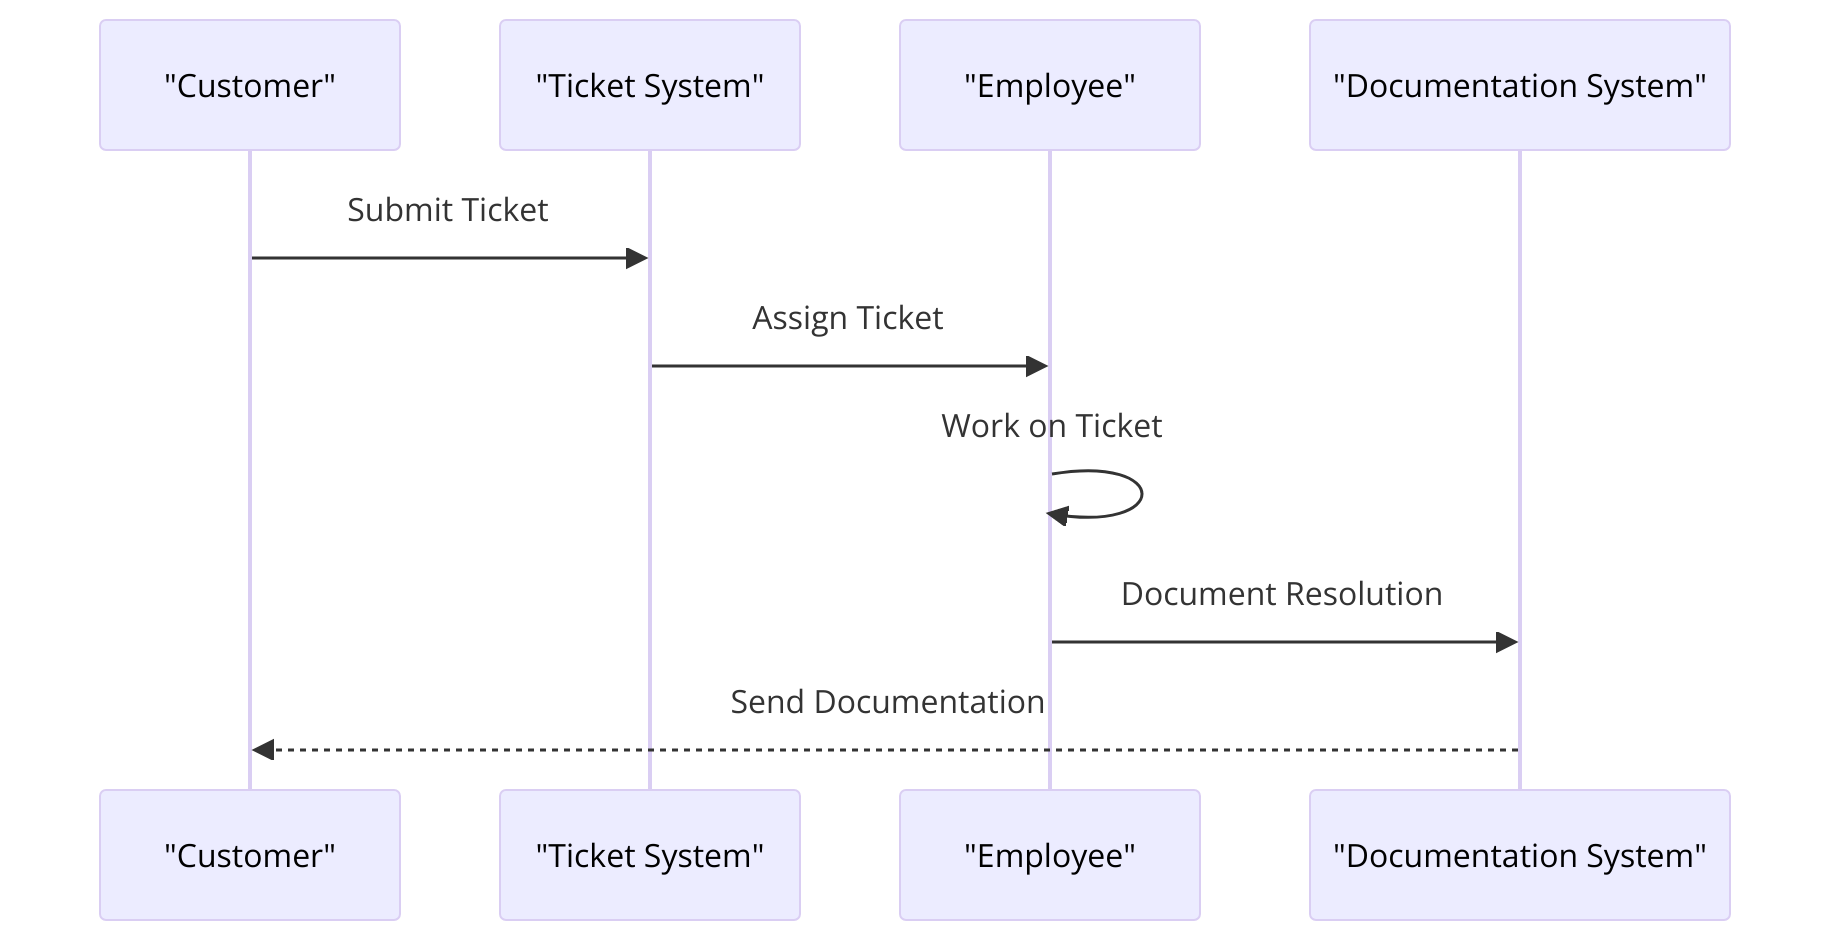 "Customer"
"Ticket System"
"Employee"
"Documentation System"
Submit Ticket
Assign Ticket
Work on Ticket
Document Resolution
Send Documentation
"Customer"
"Ticket System"
"Employee"
"Documentation System"